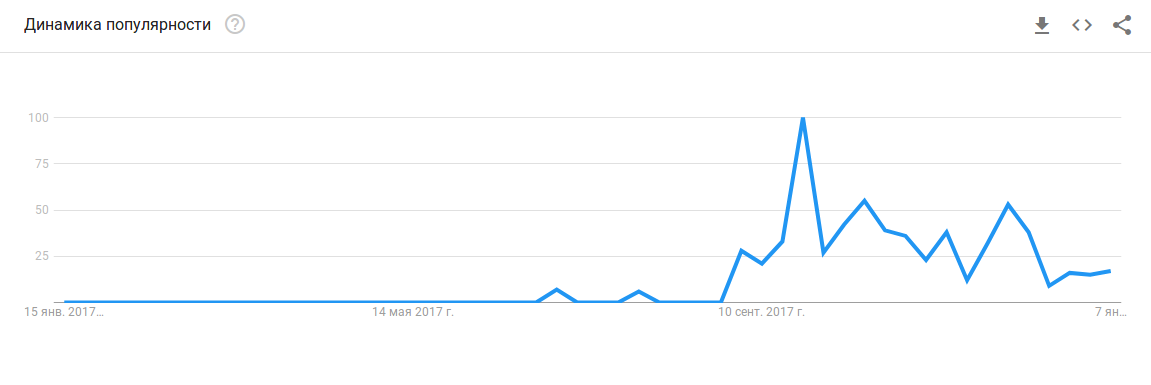 Динамика популярности ?
100
75
50
25
15 янв. 2017…
14 мая 2017 г.
10 сент. 2017 г.
7 ян…